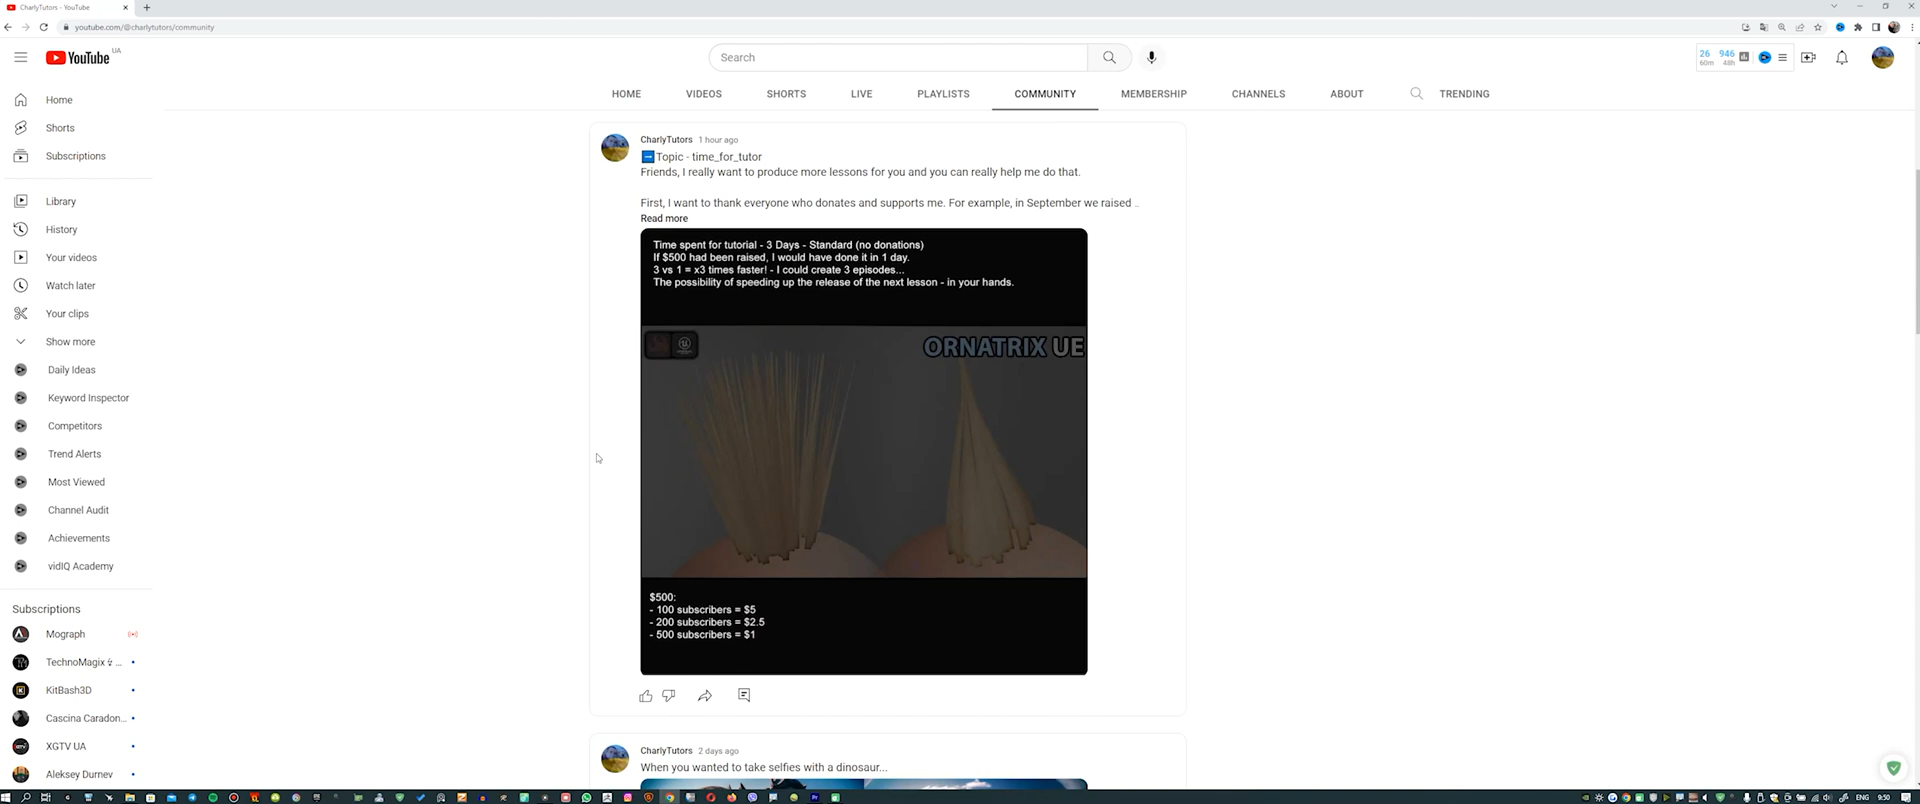 CharlyTutors - YouTube
youtube.com/@charlytutors/community
YouTube UA
Search
26 60m
946 48h
HOME VIDEOS SHORTS LIVE PLAYLISTS COMMUNITY MEMBERSHIP CHANNELS ABOUT TRENDING
Home
Shorts
Subscriptions
Library
History
Your videos
Watch later
Your clips
Show more
Daily Ideas
Keyword Inspector
Competitors
Trend Alerts
Most Viewed
Channel Audit
Achievements
vidIQ Academy
Subscriptions
Mograph
TechnoMagix ...
KitBash3D
Cascina Caradon...
XGTV UA
Aleksey Durnev
CharlyTutors 1 hour ago
Topic - time_for_tutor
Friends, I really want to produce more lessons for you and you can really help me do that.
First, I want to thank everyone who donates and supports me. For example, in September we raised ...
Read more
Time spent for tutorial - 3 Days - Standard (no donations)
If $500 had been raised, I would have done it in 1 day.
3 vs 1 = x3 times faster! - I could create 3 episodes...
The possibility of speeding up the release of the next lesson - in your hands.
ORNATRIX UE
$500:
- 100 subscribers = $5
- 200 subscribers = $2.5
- 500 subscribers = $1
CharlyTutors 2 days ago
When you wanted to take selfies with a dinosaur...
ENG 9:50